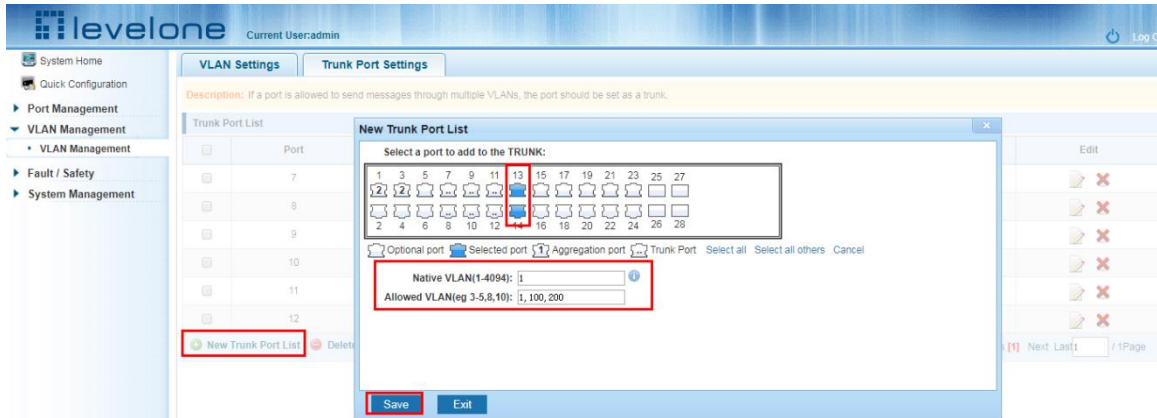 levelone
Current User:admin
Log
System Home
Quick Configuration
Port Management
VLAN Management
VLAN Management
Fault / Safety
System Management
VLAN Settings
Trunk Port Settings
Description: If a port is allowed to send messages through multiple VLANs, the port should be set as a trunk.
Trunk Port List
Port
Edit
7
8
9
10
11
12
New Trunk Port List
[1] Next Last 1 / 1Page
New Trunk Port List
x
Select a port to add to the TRUNK:
1 3 5 7 9 11 13 15 17 19 21 23 25 27
2 2 .. .. ..
.. .. ..
2 4 6 8 10 12 14 16 18 20 22 24 26 28
Optional port Selected port 1 Aggregation port .. Trunk Port Select all Select all others Cancel
Native VLAN(1-4094): 1
Allowed VLAN(eg 3-5,8,10): 1, 100, 200
Save Exit